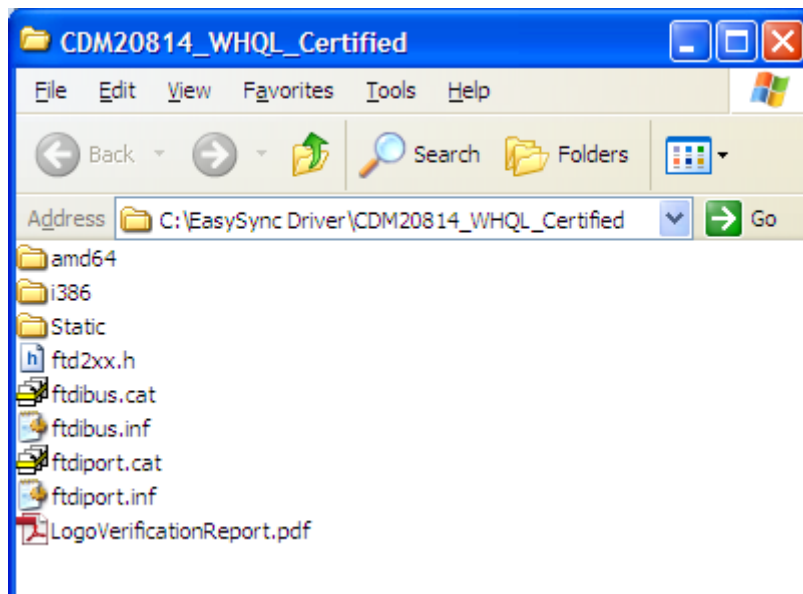 CDM20814_WHQL_Certified
File Edit View Favorites Tools Help
Back Search Folders
Address C:\EasySync Driver\CDM20814_WHQL_Certified Go
amd64
i386
Static
h ftd2xx.h
ftdibus.cat
ftdibus.inf
ftdiport.cat
ftdiport.inf
LogoVerificationReport.pdf